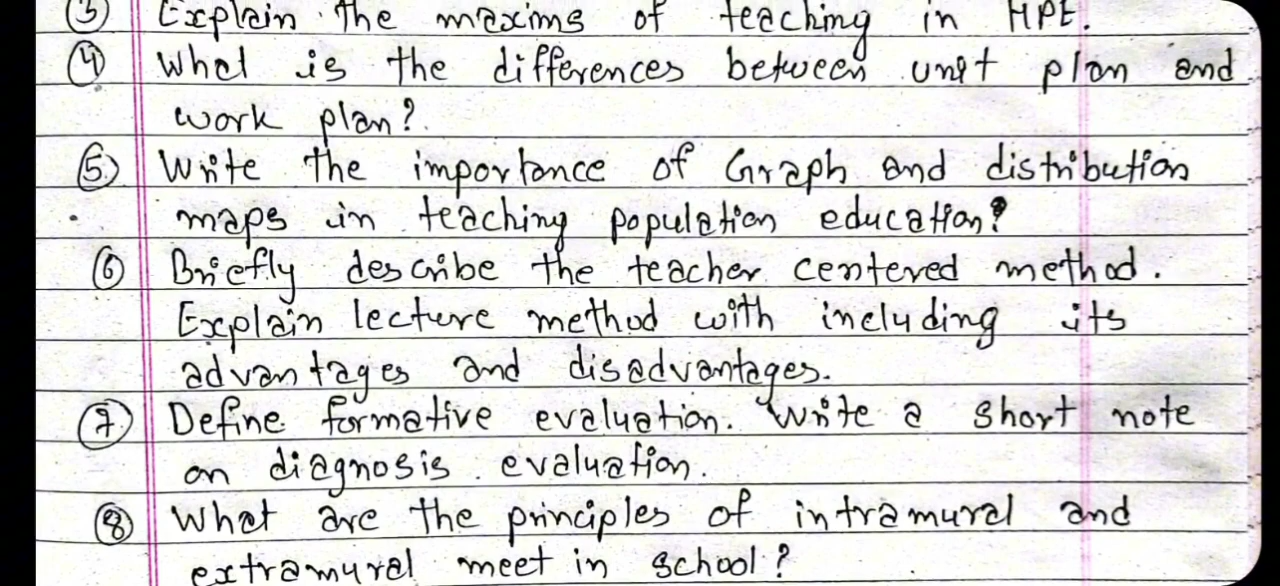 ③ Explain the maxims of teaching in HPE.
④ What is the differences between unit plan and
work plan?
⑤ Write the importance of Graph and distribution
maps in teaching population education?
⑥ Briefly describe the teacher centered method.
Explain lecture method with including its
advantages and disadvantages.
⑦ Define formative evaluation. Write a short note
on diagnosis evaluation.
⑧ What are the principles of intramural and
extramural meet in school?